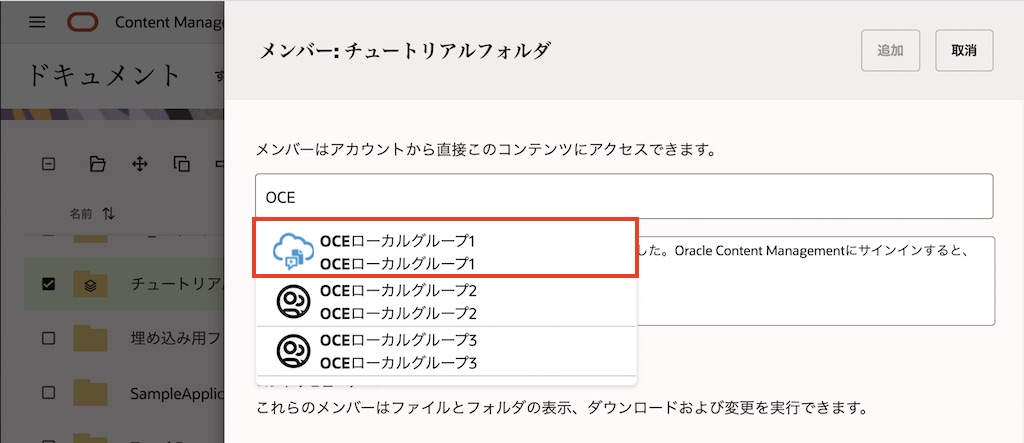 Content Manag
ドキュメント
メンバー: チュートリアルフォルダ
追加
取消
メンバーはアカウントから直接このコンテンツにアクセスできます。
OCE
名前
OCEローカルグループ1
OCEローカルグループ1
した。Oracle Content Managementにサインインすると、
OCEローカルグループ2
OCEローカルグループ2
OCEローカルグループ3
OCEローカルグループ3
チュートリア
埋め込み用フ
SampleApplic
これらのメンバーはファイルとフォルダの表示、ダウンロードおよび変更を実行できます。